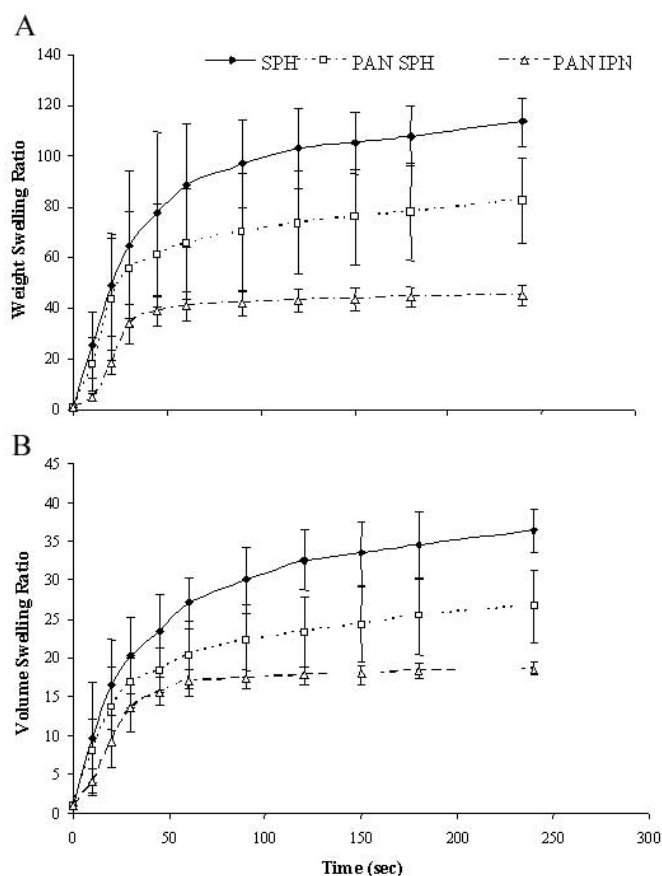 A
SPH PAN SPH PAN IPN
140
120
100
80
60
40
20
0
Weight Swelling Ratio
B
45
40
35
30
25
20
15
10
5
0
Volume Swelling Ratio
0 50 100 150 200 250 300
Time (sec)